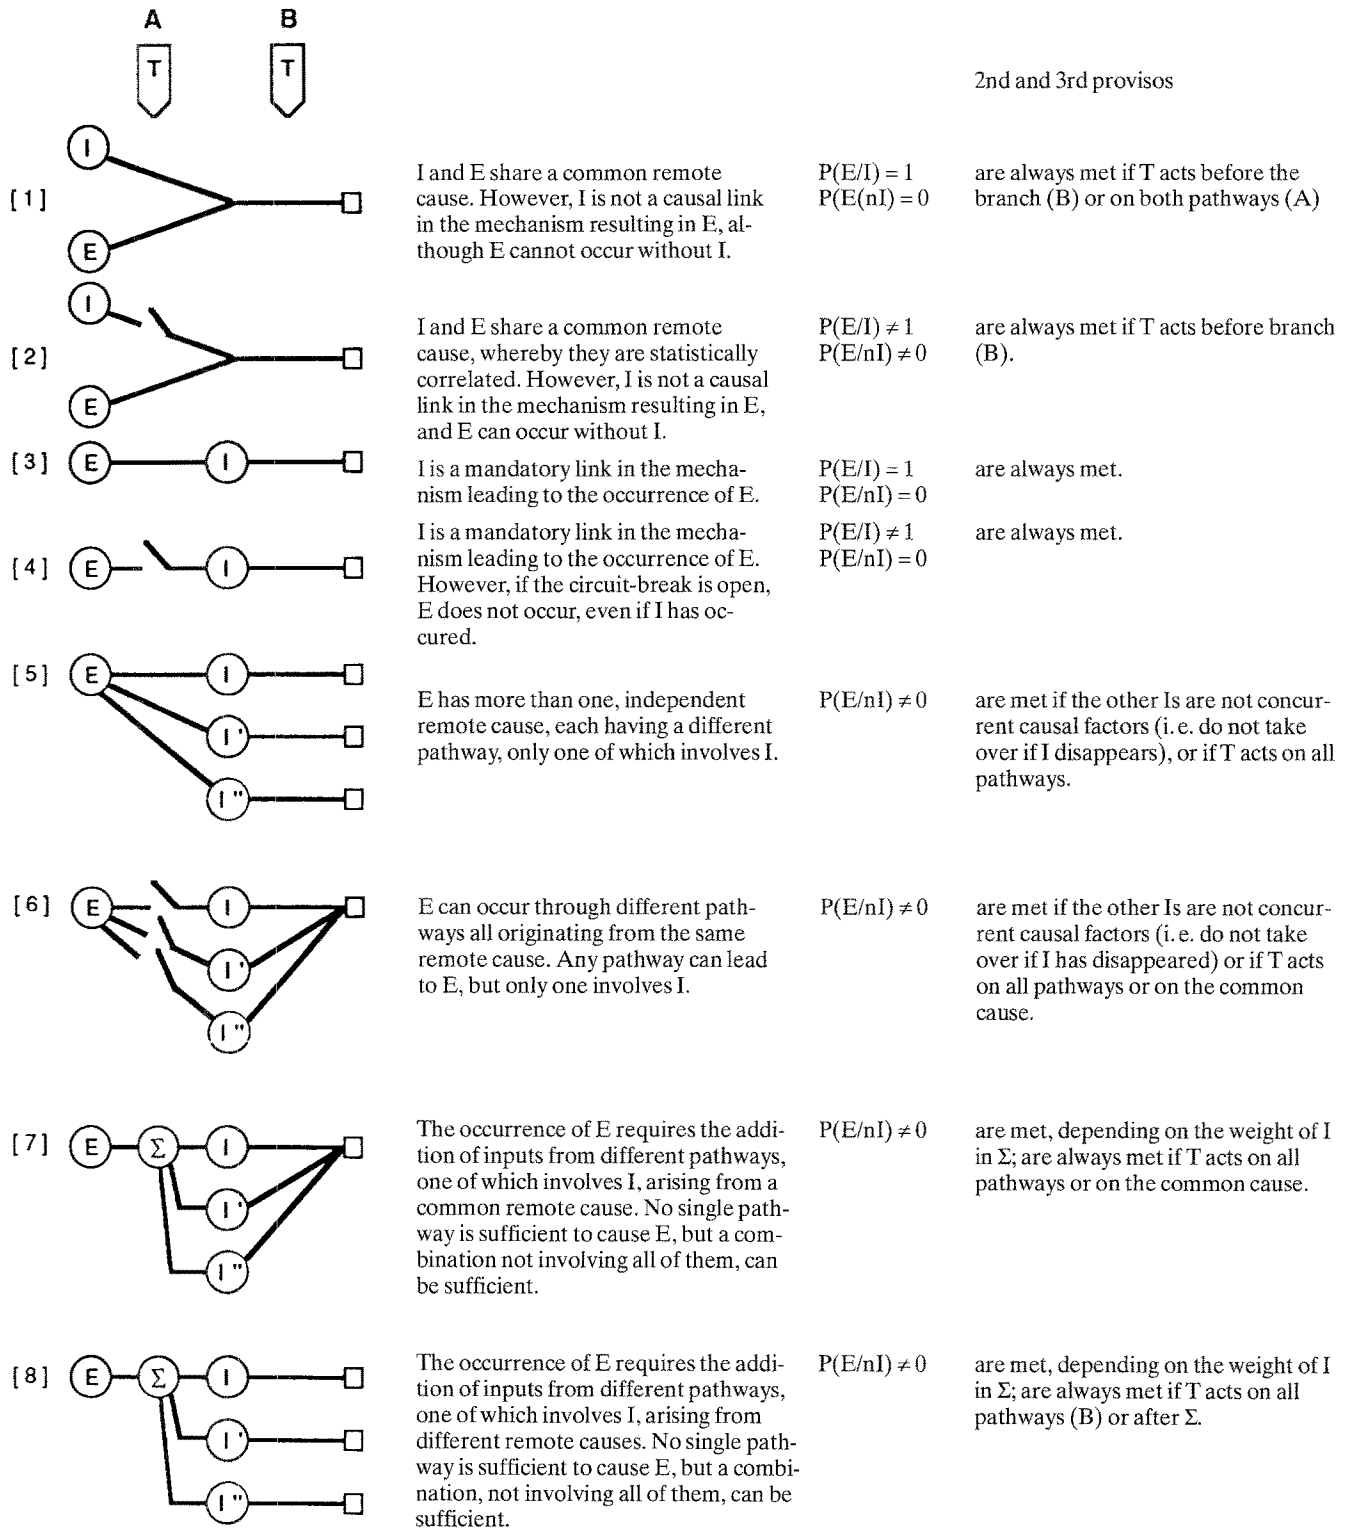 A B
T T
2nd and 3rd provisos
[1] I E
I and E share a common remote
cause. However, I is not a causal link
in the mechanism resulting in E, al-
though E cannot occur without I.
P(E/I) = 1
P(E(nI) = 0
are always met if T acts before the
branch (B) or on both pathways (A)
[2] I E
I and E share a common remote
cause, whereby they are statistically
correlated. However, I is not a causal
link in the mechanism resulting in E,
and E can occur without I.
P(E/I) ≠ 1
P(E/nI) ≠ 0
are always met if T acts before branch
(B).
[3] E I
I is a mandatory link in the mecha-
nism leading to the occurrence of E.
P(E/I) = 1
P(E/nI) = 0
are always met.
[4] E I
I is a mandatory link in the mecha-
nism leading to the occurrence of E.
However, if the circuit-break is open,
E does not occur, even if I has oc-
cured.
P(E/I) ≠ 1
P(E/nI) = 0
are always met.
[5] E I
I'
I"
E has more than one, independent
remote cause, each having a different
pathway, only one of which involves I.
P(E/nI) ≠ 0
are met if the other Is are not concur-
rent causal factors (i.e. do not take
over if I disappears), or if T acts on all
pathways.
[6] E I
I'
I"
E can occur through different path-
ways all originating from the same
remote cause. Any pathway can lead
to E, but only one involves I.
P(E/nI) ≠ 0
are met if the other Is are not concur-
rent causal factors (i.e. do not take
over if I has disappeared) or if T acts
on all pathways or on the common
cause.
[7] E Σ I
I'
I"
The occurrence of E requires the addi-
tion of inputs from different pathways,
one of which involves I, arising from a
common remote cause. No single path-
way is sufficient to cause E, but a com-
bination not involving all of them, can
be sufficient.
P(E/nI) ≠ 0
are met, depending on the weight of I
in Σ; are always met if T acts on all
pathways or on the common cause.
[8] E Σ I
I'
I"
The occurrence of E requires the addi-
tion of inputs from different pathways,
one of which involves I, arising from
different remote causes. No single path-
way is sufficient to cause E, but a combi-
nation, not involving all of them, can be
sufficient.
P(E/nI) ≠ 0
are met, depending on the weight of I
in Σ; are always met if T acts on all
pathways (B) or after Σ.